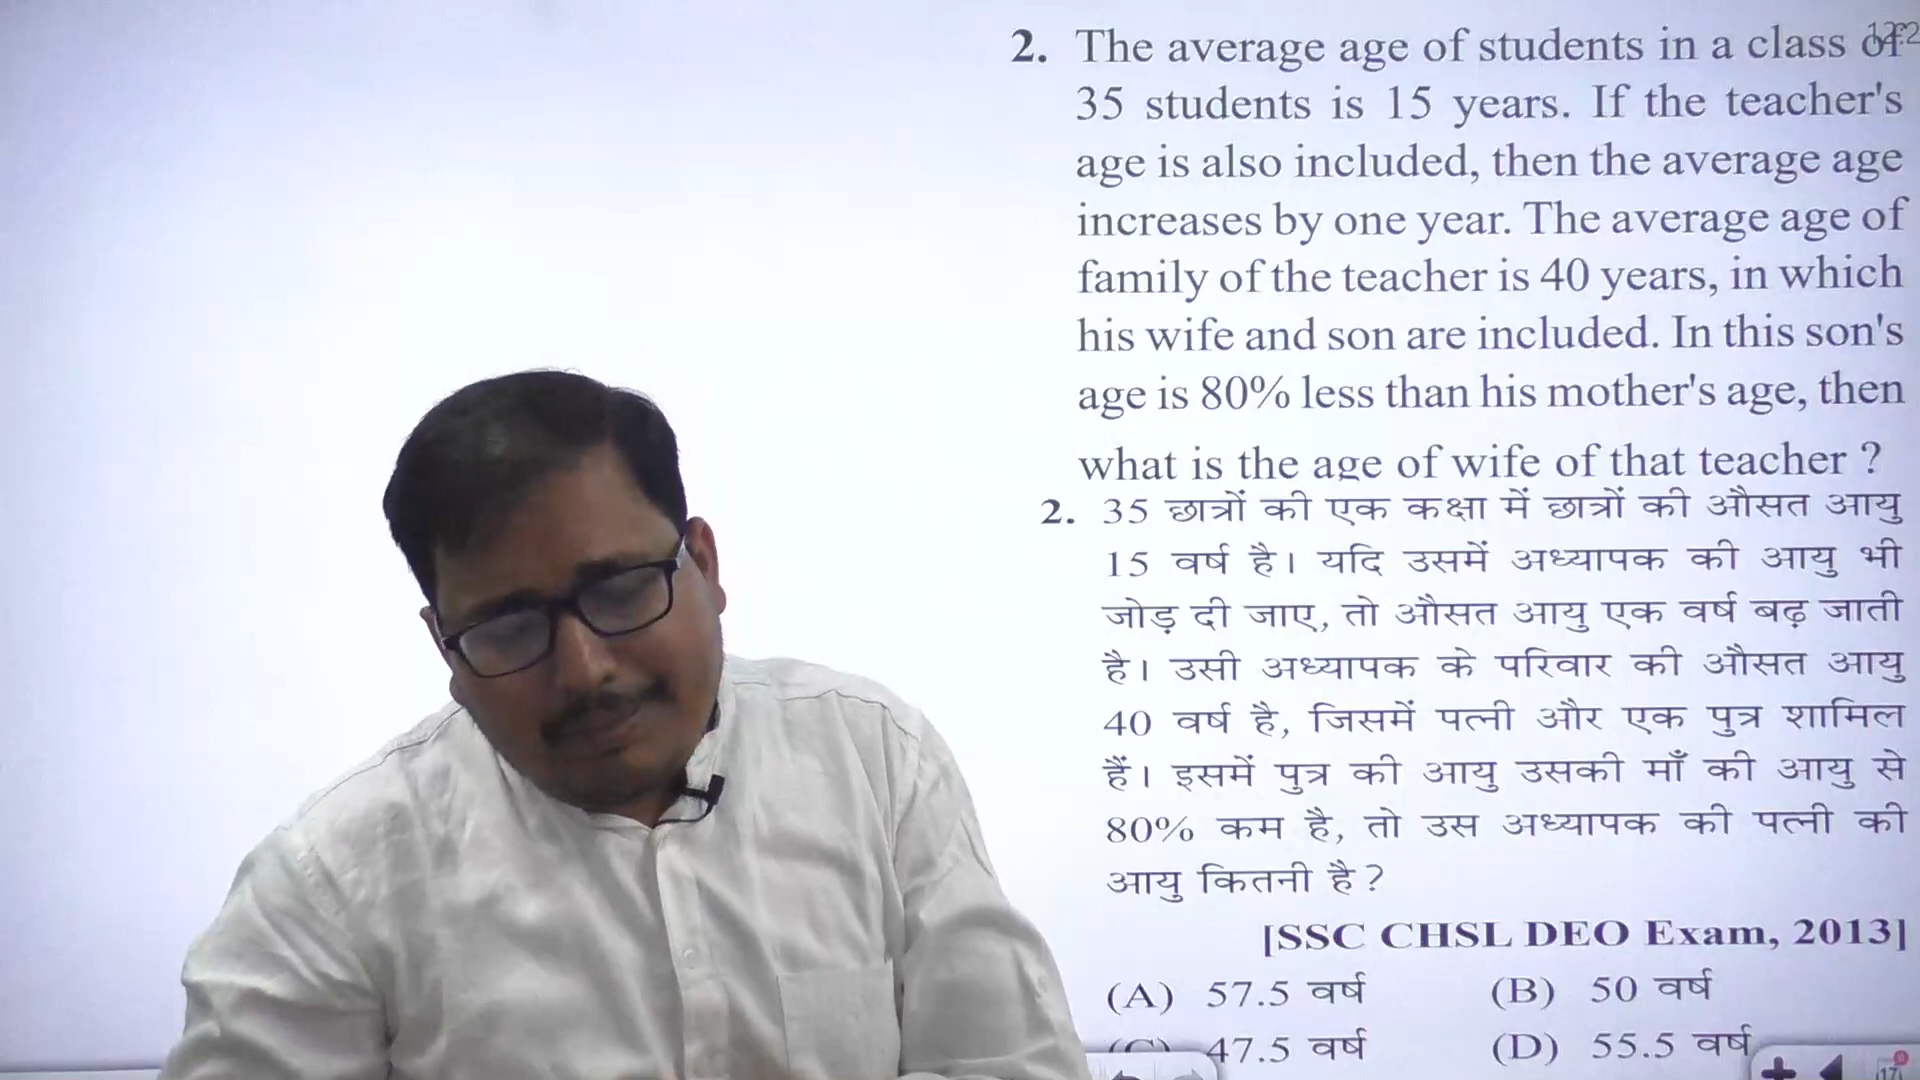 2. The average age of students in a class of
35 students is 15 years. If the teacher's
age is also included, then the average age
increases by one year. The average age of
family of the teacher is 40 years, in which
his wife and son are included. In this son's
age is 80% less than his mother's age, then
what is the age of wife of that teacher ?
2. 35 छात्रों की एक कक्षा में छात्रों की औसत आयु
15 वर्ष है। यदि उसमें अध्यापक की आयु भी
जोड़ दी जाए, तो औसत आयु एक वर्ष बढ़ जाती
है। उसी अध्यापक के परिवार की औसत आयु
40 वर्ष है, जिसमें पत्नी और एक पुत्र शामिल
हैं। इसमें पुत्र की आयु उसकी माँ की आयु से
80% कम है, तो उस अध्यापक की पत्नी की
आयु कितनी है ?
[SSC CHSL DEO Exam, 2013]
(A) 57.5 वर्ष (B) 50 वर्ष
(C) 47.5 वर्ष (D) 55.5 वर्ष
17